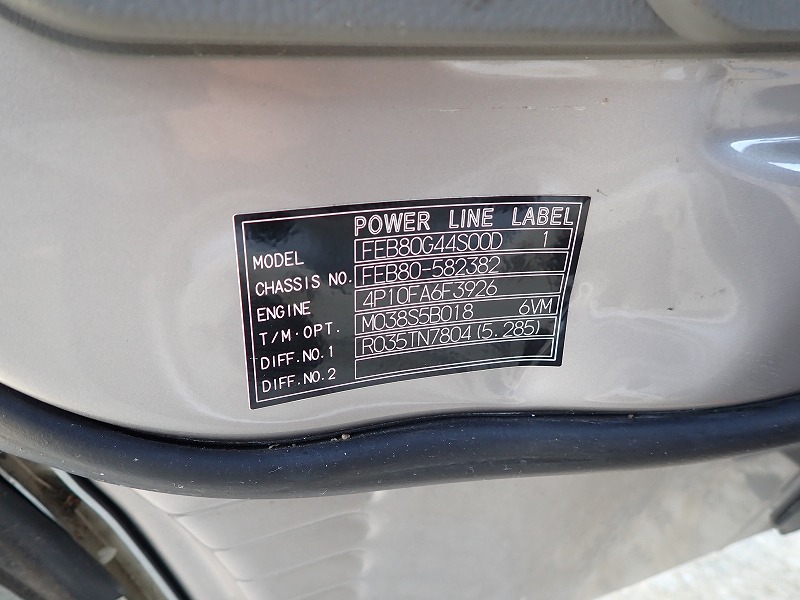 POWER LINE LABEL
MODEL FEB80G44S00D 1
CHASSIS NO. FEB80-582382
ENGINE 4P10FA6F3926
T/M·OPT. M038S5B018 6VM
DIFF.NO.1 R035TN7804(5.285)
DIFF.NO.2